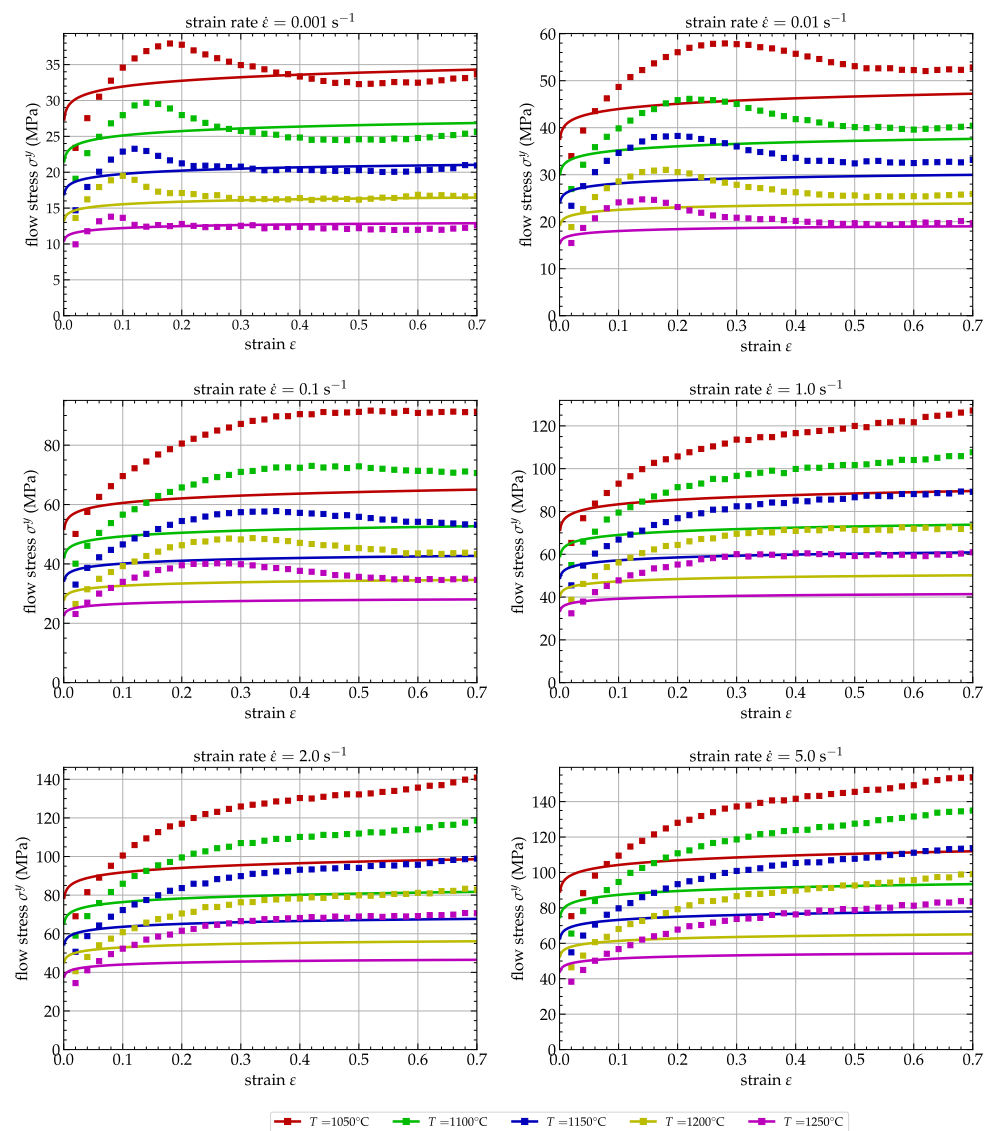 strain rate ε̇ = 0.001 s⁻¹
flow stress σʸ (MPa)
35
30
25
20
15
10
5
0
0.0 0.1 0.2 0.3 0.4 0.5 0.6 0.7
strain ε
strain rate ε̇ = 0.01 s⁻¹
flow stress σʸ (MPa)
60
50
40
30
20
10
0
0.0 0.1 0.2 0.3 0.4 0.5 0.6 0.7
strain ε
strain rate ε̇ = 0.1 s⁻¹
flow stress σʸ (MPa)
80
60
40
20
0
0.0 0.1 0.2 0.3 0.4 0.5 0.6 0.7
strain ε
strain rate ε̇ = 1.0 s⁻¹
flow stress σʸ (MPa)
120
100
80
60
40
20
0
0.0 0.1 0.2 0.3 0.4 0.5 0.6 0.7
strain ε
strain rate ε̇ = 2.0 s⁻¹
flow stress σʸ (MPa)
140
120
100
80
60
40
20
0
0.0 0.1 0.2 0.3 0.4 0.5 0.6 0.7
strain ε
strain rate ε̇ = 5.0 s⁻¹
flow stress σʸ (MPa)
140
120
100
80
60
40
20
0
0.0 0.1 0.2 0.3 0.4 0.5 0.6 0.7
strain ε
T =1050°C T =1100°C T =1150°C T =1200°C T =1250°C